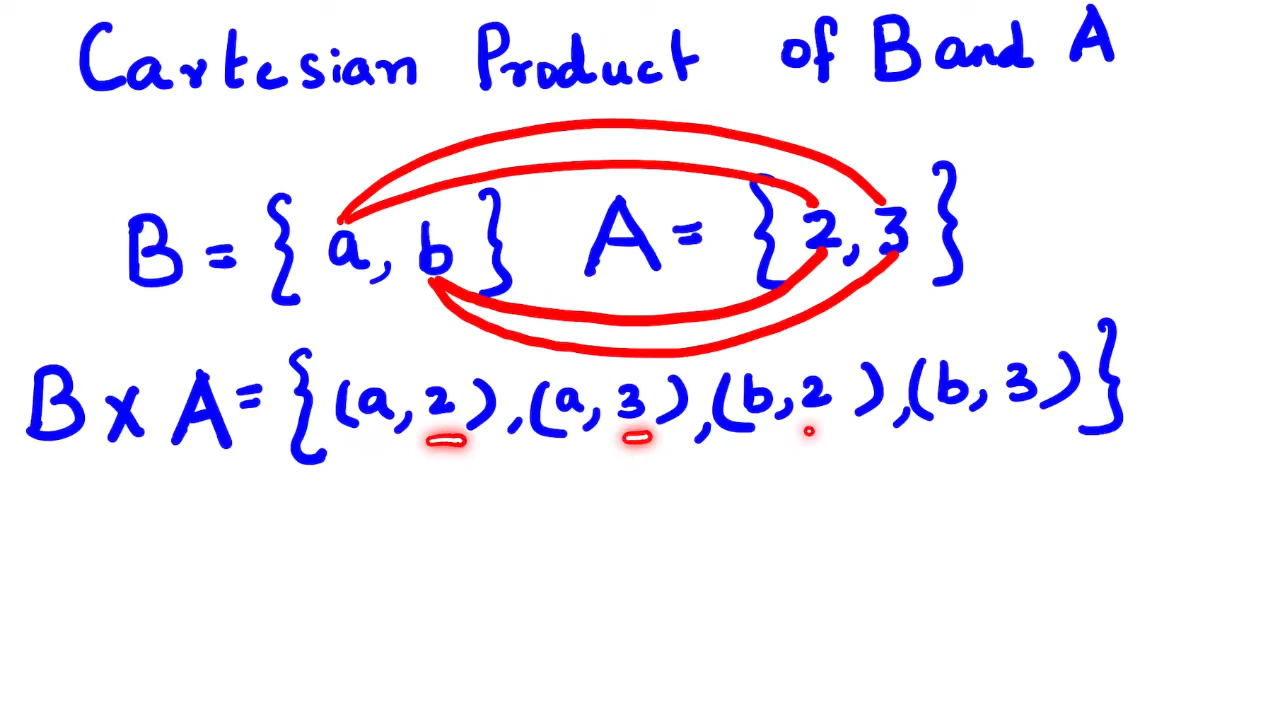 Cartesian Product of B and A
B = { a, b } A = { 2, 3 }
B x A = { (a, 2), (a, 3), (b, 2), (b, 3) }